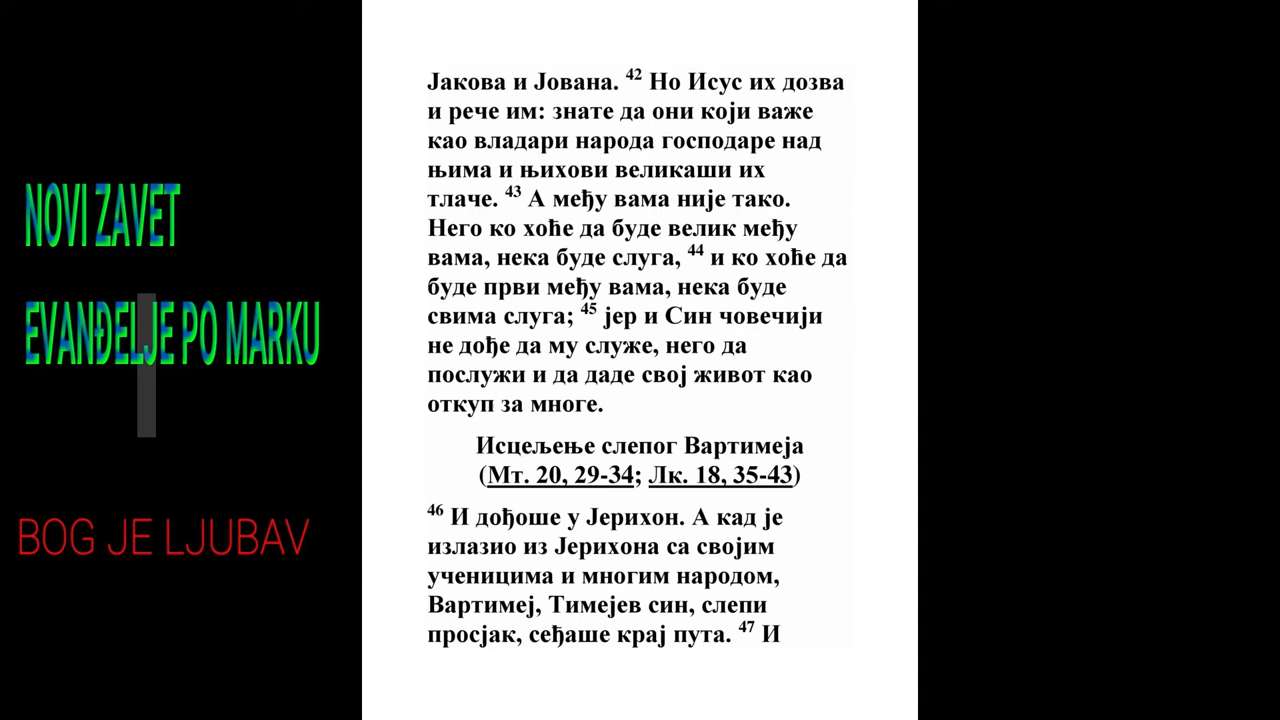 NOVI ZAVET
EVANĐELJE PO MARKU
BOG JE LJUBAV
Јакова и Јована. 42 Но Исус их дозва
и рече им: знате да они који важе
као владари народа господаре над
њима и њихови великаши их
тлаче. 43 А међу вама није тако.
Него ко хоће да буде велик међу
вама, нека буде слуга, 44 и ко хоће да
буде први међу вама, нека буде
свима слуга; 45 јер и Син човечији
не дође да му служе, него да
послужи и да даде свој живот као
откуп за многе.
Исцељење слепог Вартимеја
(Мт. 20, 29-34; Лк. 18, 35-43)
46 И дођоше у Јерихон. А кад је
излазио из Јерихона са својим
ученицима и многим народом,
Вартимеј, Тимејев син, слепи
просјак, сеђаше крај пута. 47 И